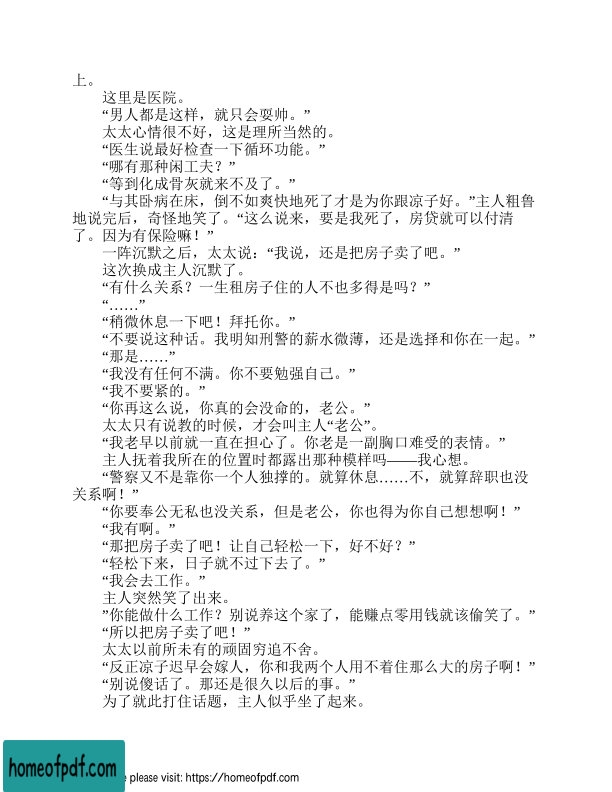 上。
这里是医院。
“男人都是这样，就只会耍帅。”
太太心情很不好，这是理所当然的。
“医生说最好检查一下循环功能。”
“哪有那种闲工夫？”
“等到化成骨灰就来不及了。”
“与其卧病在床，倒不如爽快地死了才是为你跟凉子好。”主人粗鲁
地说完后，奇怪地笑了。“这么说来，要是我死了，房贷就可以付清
了。因为有保险嘛！”
一阵沉默之后，太太说：“我说，还是把房子卖了吧。”
这次换成主人沉默了。
“有什么关系？一生租房子住的人不也多得是吗？”
“……”
“稍微休息一下吧！拜托你。”
“不要说这种话。我明知刑警的薪水微薄，还是选择和你在一起。”
“那是……”
“我没有任何不满。你不要勉强自己。”
“我不要紧的。”
“你再这么说，你真的会没命的，老公。”
太太只有说教的时候，才会叫主人“老公”。
“我老早以前就一直在担心了。你老是一副胸口难受的表情。”
主人抚着我所在的位置时都露出那种模样吗——我心想。
“警察又不是靠你一个人独撑的。就算休息……不，就算辞职也没
关系啊！”
“你要奉公无私也没关系，但是老公，你也得为你自己想想啊！”
“我有啊。”
“那把房子卖了吧！让自己轻松一下，好不好？”
“轻松下来，日子就不过下去了。”
“我会去工作。”
主人突然笑了出来。
“你能做什么工作？别说养这个家了，能赚点零用钱就该偷笑了。”
“所以把房子卖了吧！”
太太以前所未有的顽固穷追不舍。
“反正凉子迟早会嫁人，你和我两个人用不着住那么大的房子啊！”
“别说傻话了。那还是很久以后的事。”
为了就此打住话题，主人似乎坐了起来。
homeofpdf.com
e please visit: https://homeofpdf.com